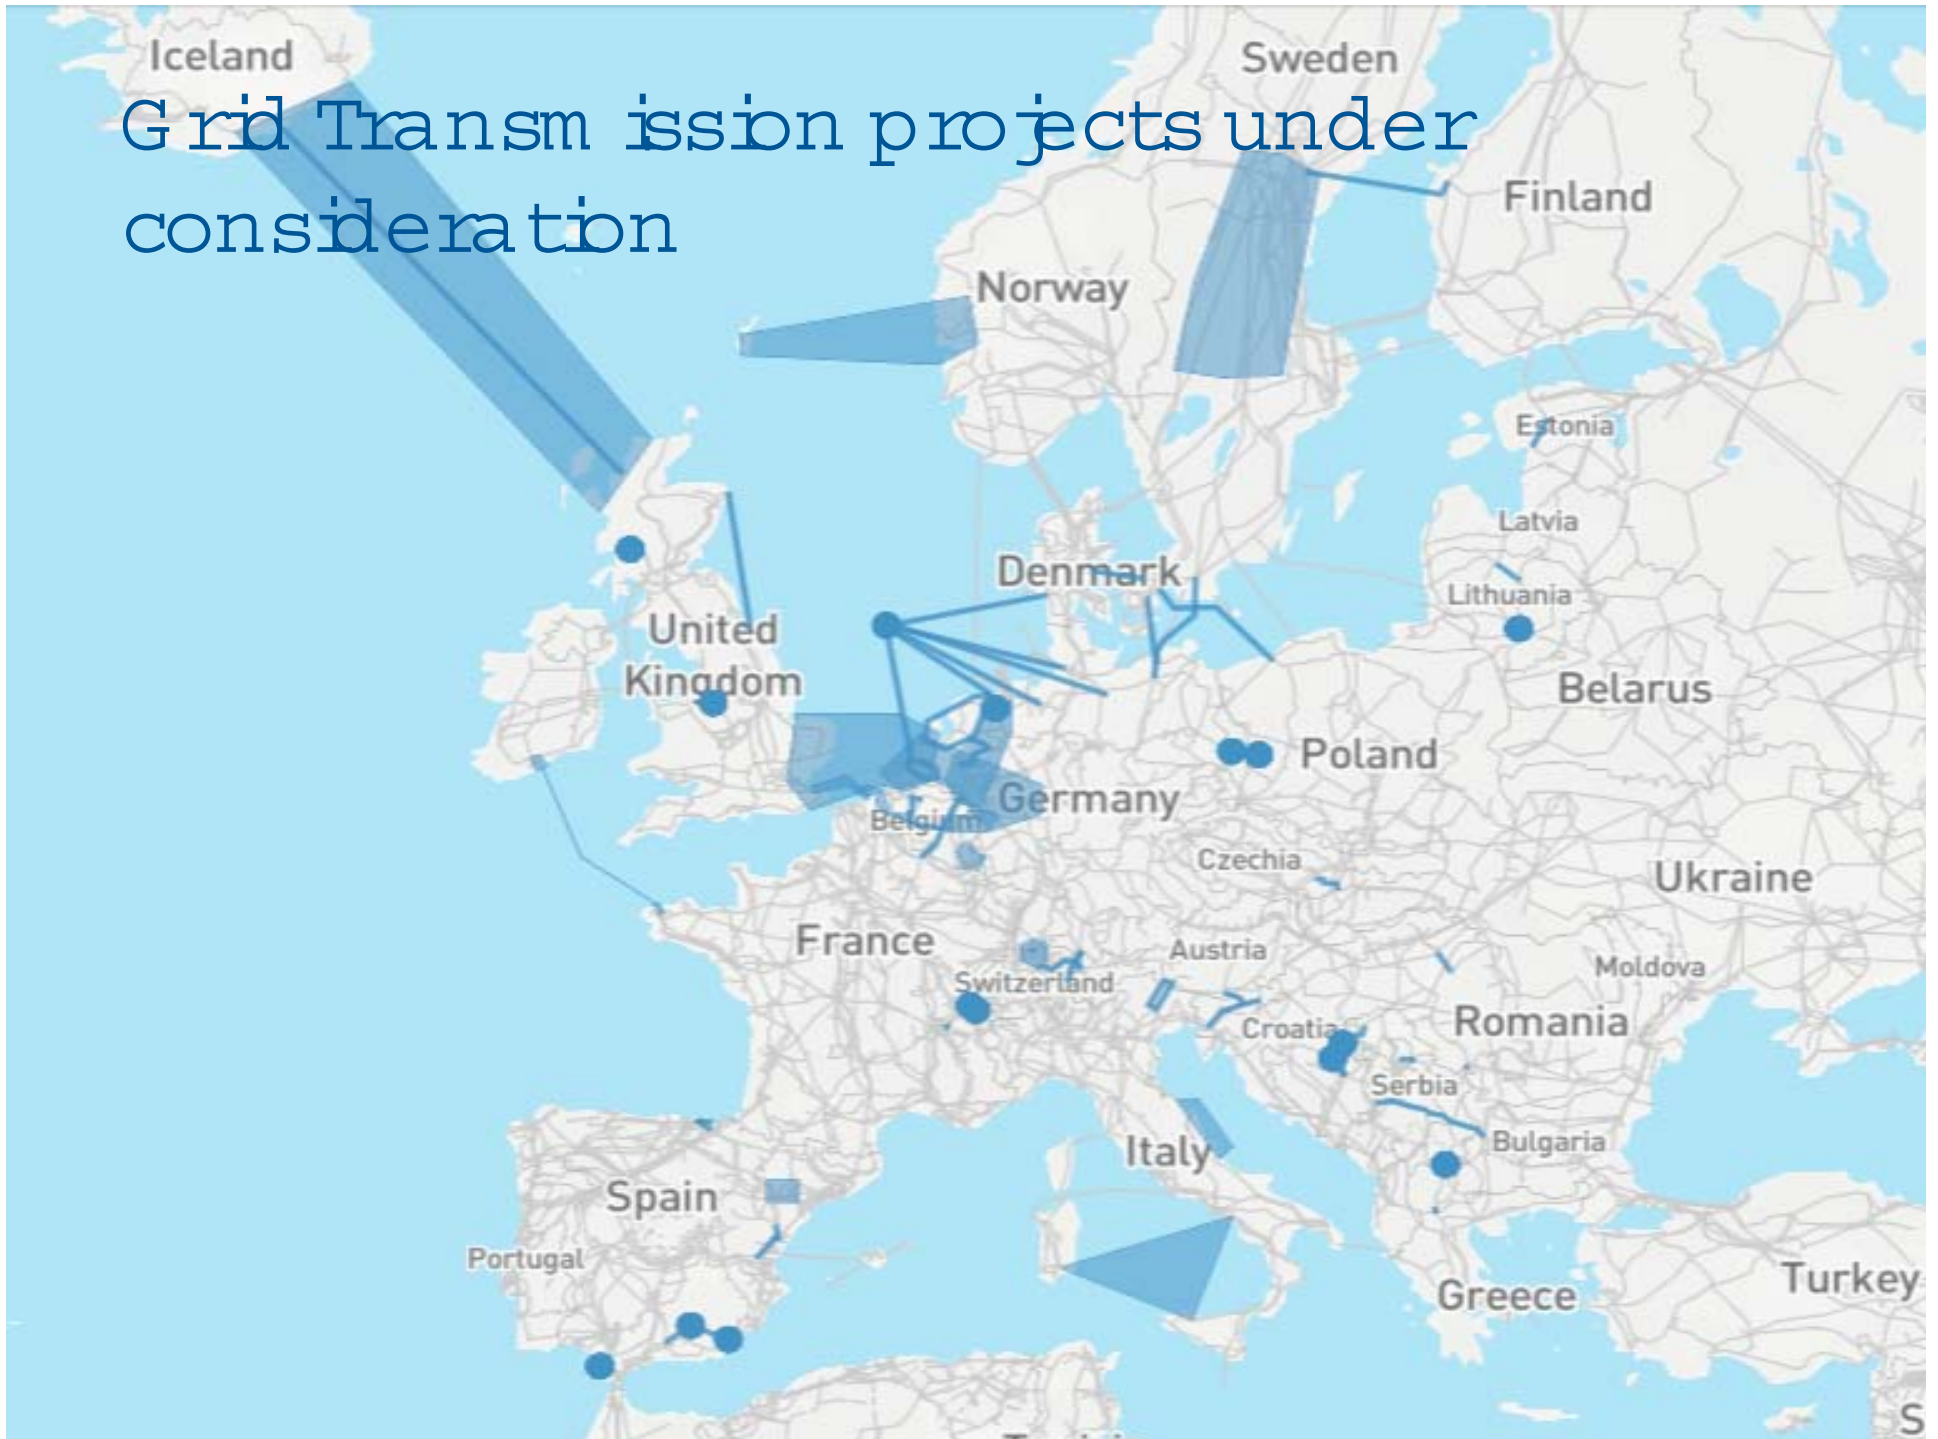 Iceland
Sweden
Grid Transmission projects under
consideration
Finland
Norway
Estonia
Latvia
Denmark
Lithuania
United
Kingdom
Belarus
Poland
Germany
Belgium
Czechia
Ukraine
France
Austria
Moldova
Switzerland
Romania
Croatia
Serbia
Italy
Bulgaria
Spain
Portugal
Turkey
Greece
S